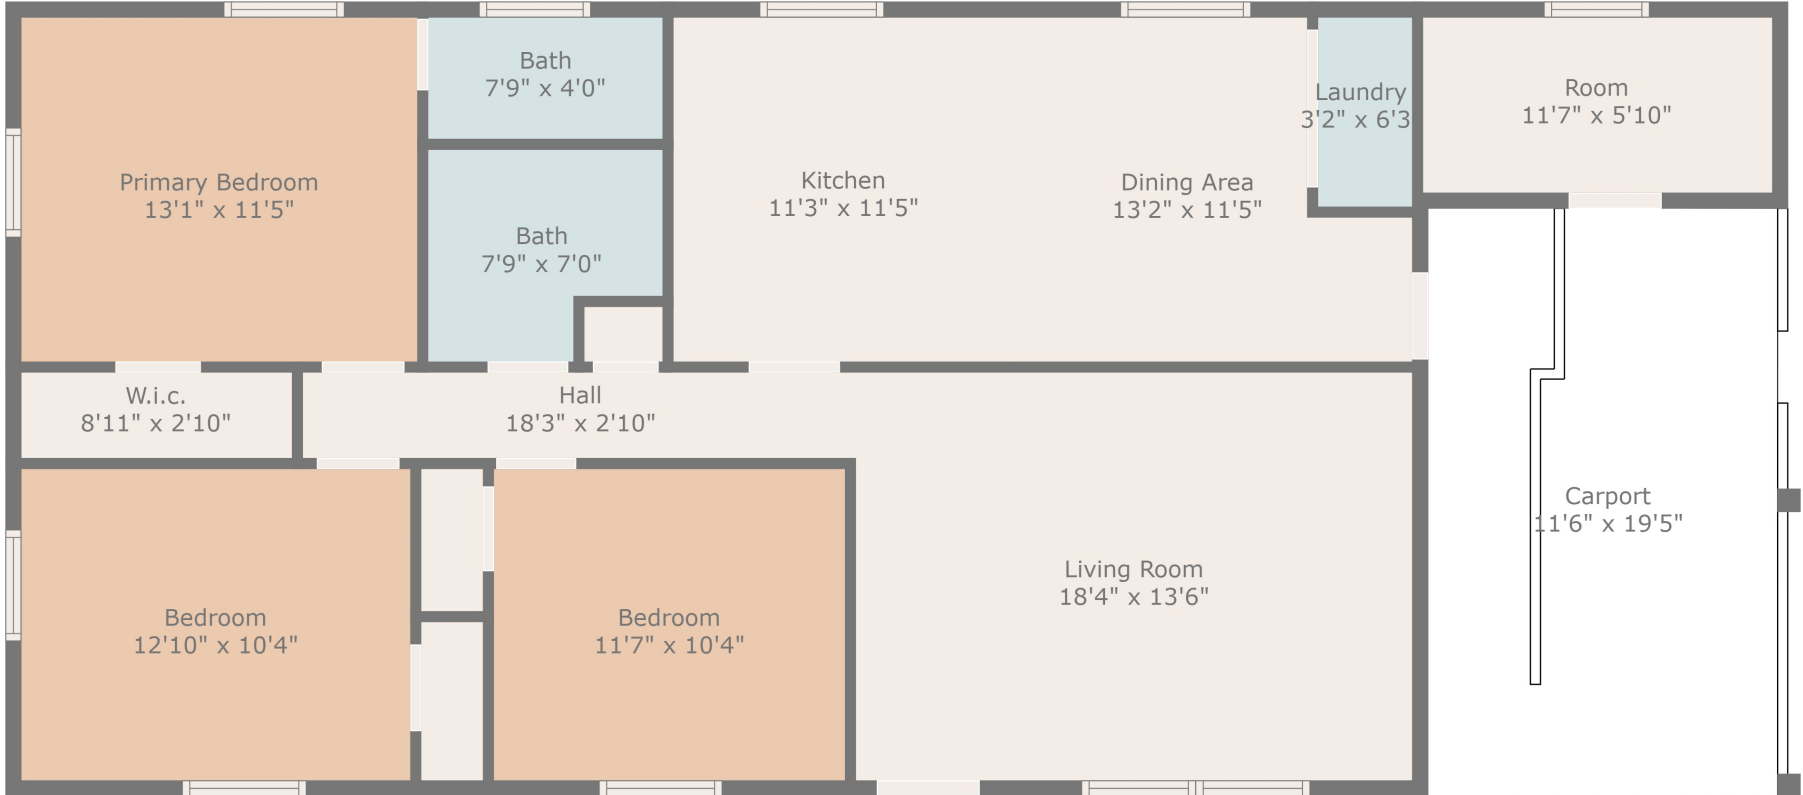 Bath
7'9" x 4'0"
Laundry
3'2" x 6'3
Room
11'7" x 5'10"
Primary Bedroom
13'1" x 11'5"
Kitchen
11'3" x 11'5"
Dining Area
13'2" x 11'5"
Bath
7'9" x 7'0"
W.i.c.
8'11" x 2'10"
Hall
18'3" x 2'10"
Carport
11'6" x 19'5"
Living Room
18'4" x 13'6"
Bedroom
12'10" x 10'4"
Bedroom
11'7" x 10'4"